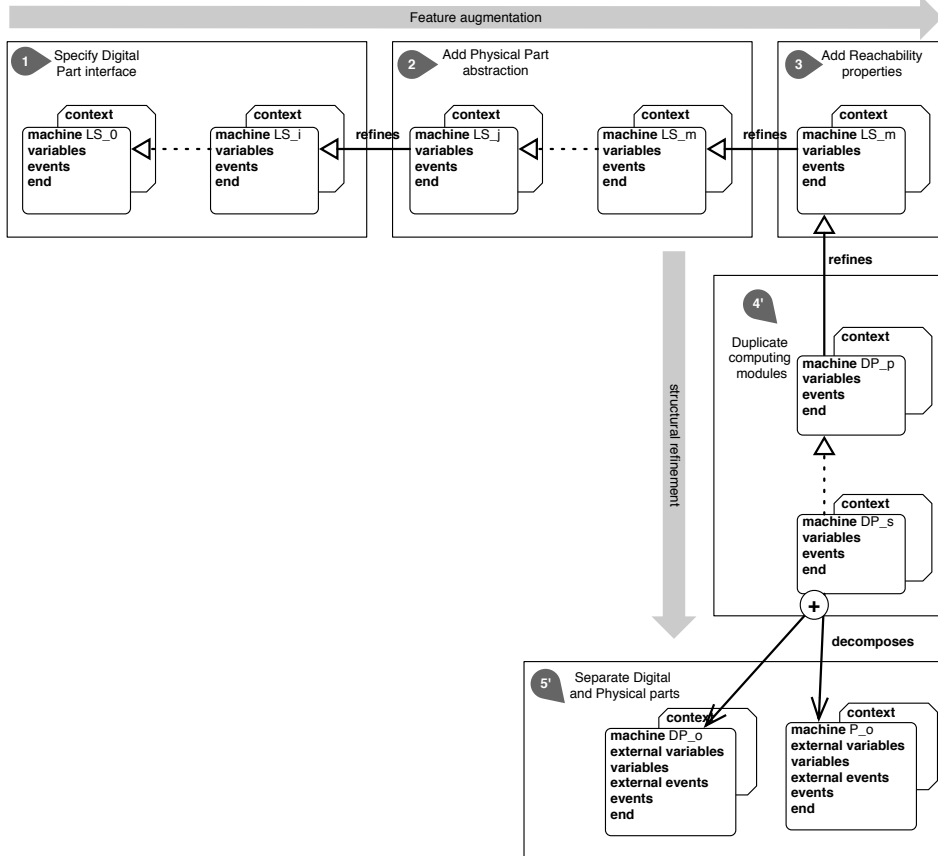 Feature augmentation
1
Specify Digital
Part interface
context
machine LS_0
variables
events
end
context
machine LS_i
variables
events
end
refines
2
Add Physical Part
abstraction
context
machine LS_j
variables
events
end
context
machine LS_m
variables
events
end
refines
3
Add Reachability
properties
context
machine LS_m
variables
events
end
refines
structural refinement
4'
Duplicate
computing
modules
context
machine DP_p
variables
events
end
context
machine DP_s
variables
events
end
+
decomposes
5'
Separate Digital
and Physical parts
context
machine DP_o
external variables
variables
external events
events
end
context
machine P_o
external variables
variables
external events
events
end